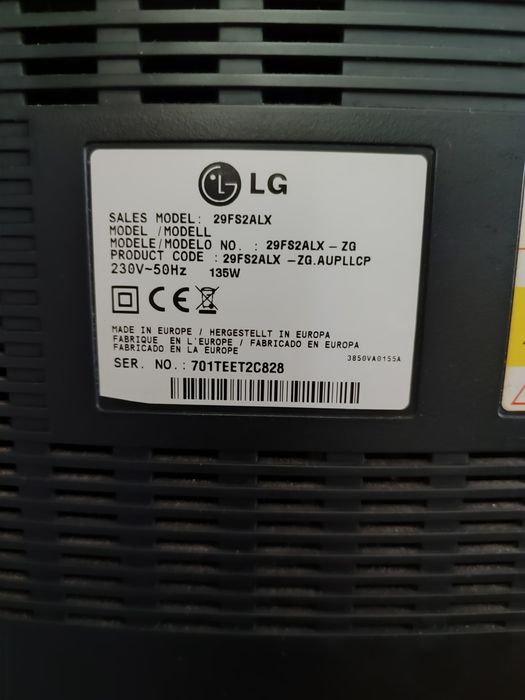 LG
SALES MODEL: 29FS2ALX
MODEL /MODELL
MODELE/MODELO NO. : 29FS2ALX-ZG
PRODUCT CODE : 29FS2ALX -ZG.AUPLLCP
230V~50Hz 135W
CE
MADE IN EUROPE / HERGESTELLT IN EUROPA
FABRIQUE EN L'EUROPE / FABRICADO EN EUROPA
FABRICADO EN LA EUROPE
3850VA0155A
SER. NO.: 701TEET2C828